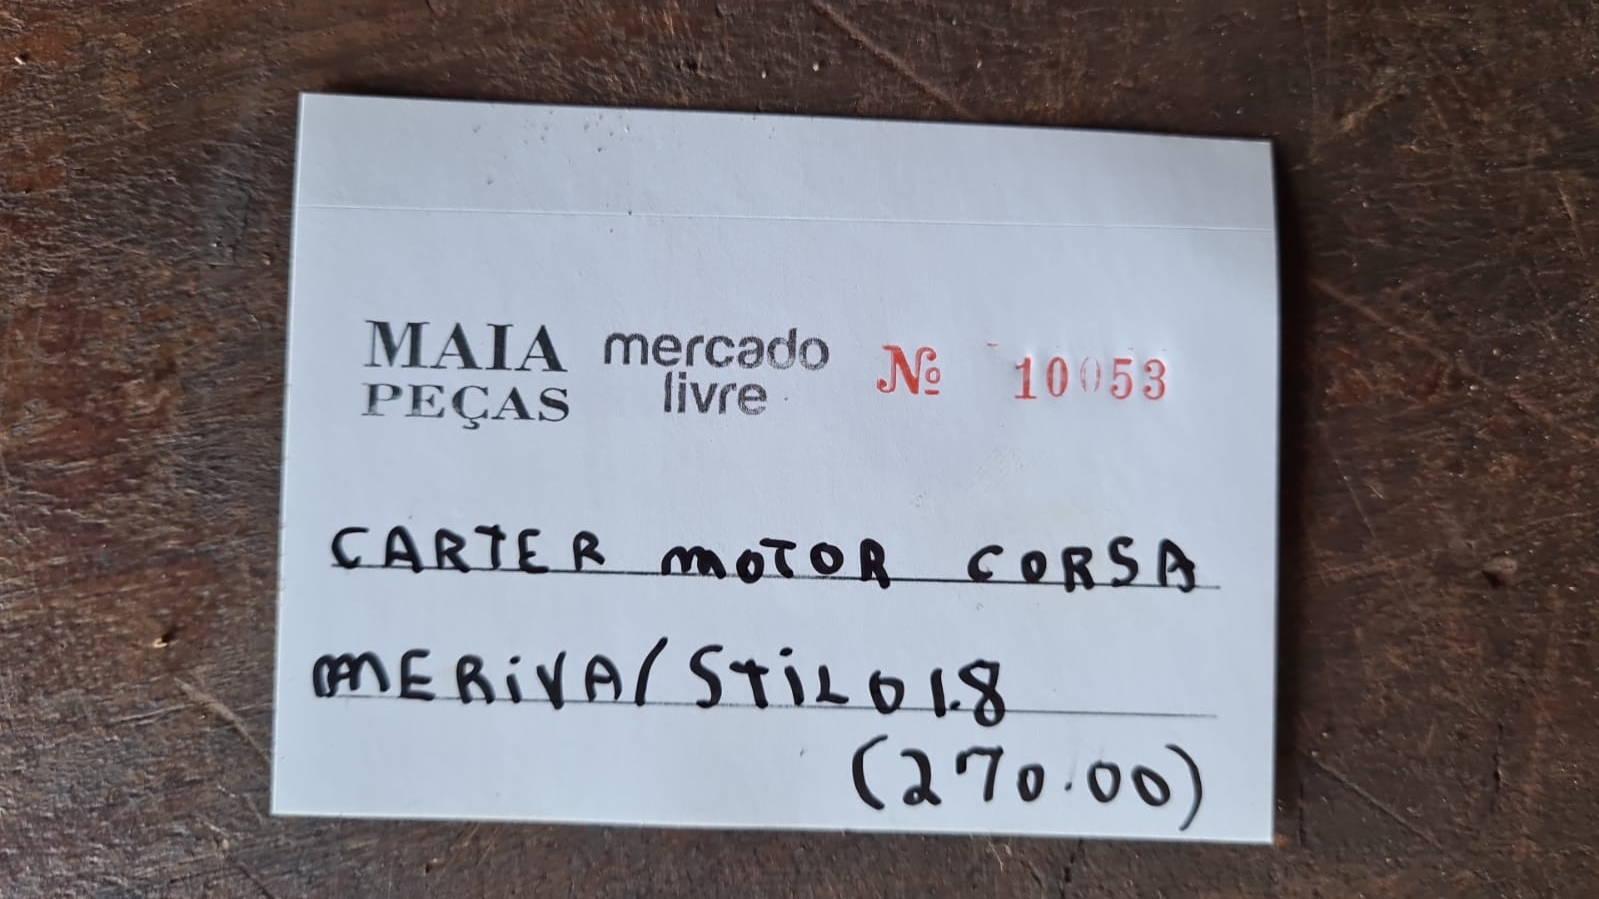 MAIA PEÇAS mercado livre Nº 10053
CARTER MOTOR CORSA
MERIVA/STILO 1.8
(270.00)